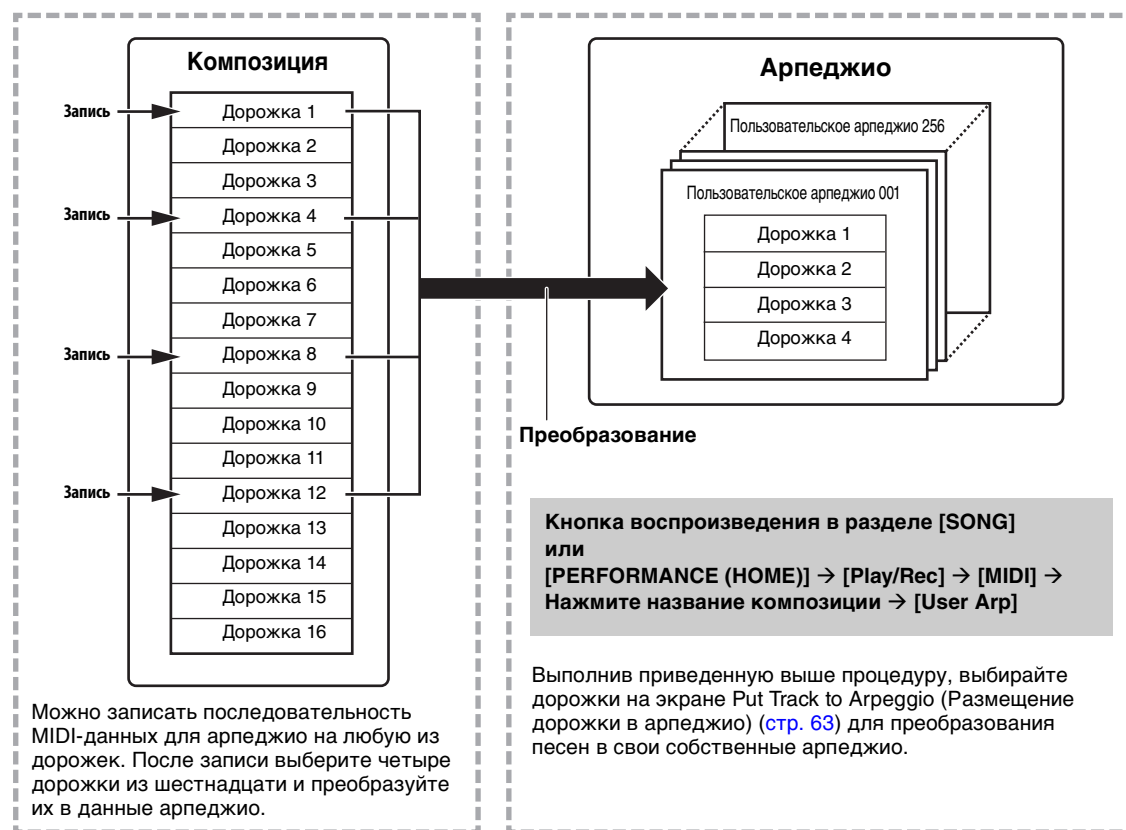 Композиция
Запись
Дорожка 1
Дорожка 2
Дорожка 3
Запись
Дорожка 4
Дорожка 5
Дорожка 6
Дорожка 7
Запись
Дорожка 8
Дорожка 9
Дорожка 10
Дорожка 11
Запись
Дорожка 12
Дорожка 13
Дорожка 14
Дорожка 15
Дорожка 16
Можно записать последовательность
MIDI-данных для арпеджио на любую из
дорожек. После записи выберите четыре
дорожки из шестнадцати и преобразуйте
их в данные арпеджио.
Арпеджио
Пользовательское арпеджио 256
Пользовательское арпеджио 001
Дорожка 1
Дорожка 2
Дорожка 3
Дорожка 4
Преобразование
Кнопка воспроизведения в разделе [SONG]
или
[PERFORMANCE (HOME)] → [Play/Rec] → [MIDI] →
Нажмите название композиции → [User Arp]
Выполнив приведенную выше процедуру, выбирайте
дорожки на экране Put Track to Arpeggio (Размещение
дорожки в арпеджио) (стр. 63) для преобразования
песен в свои собственные арпеджио.